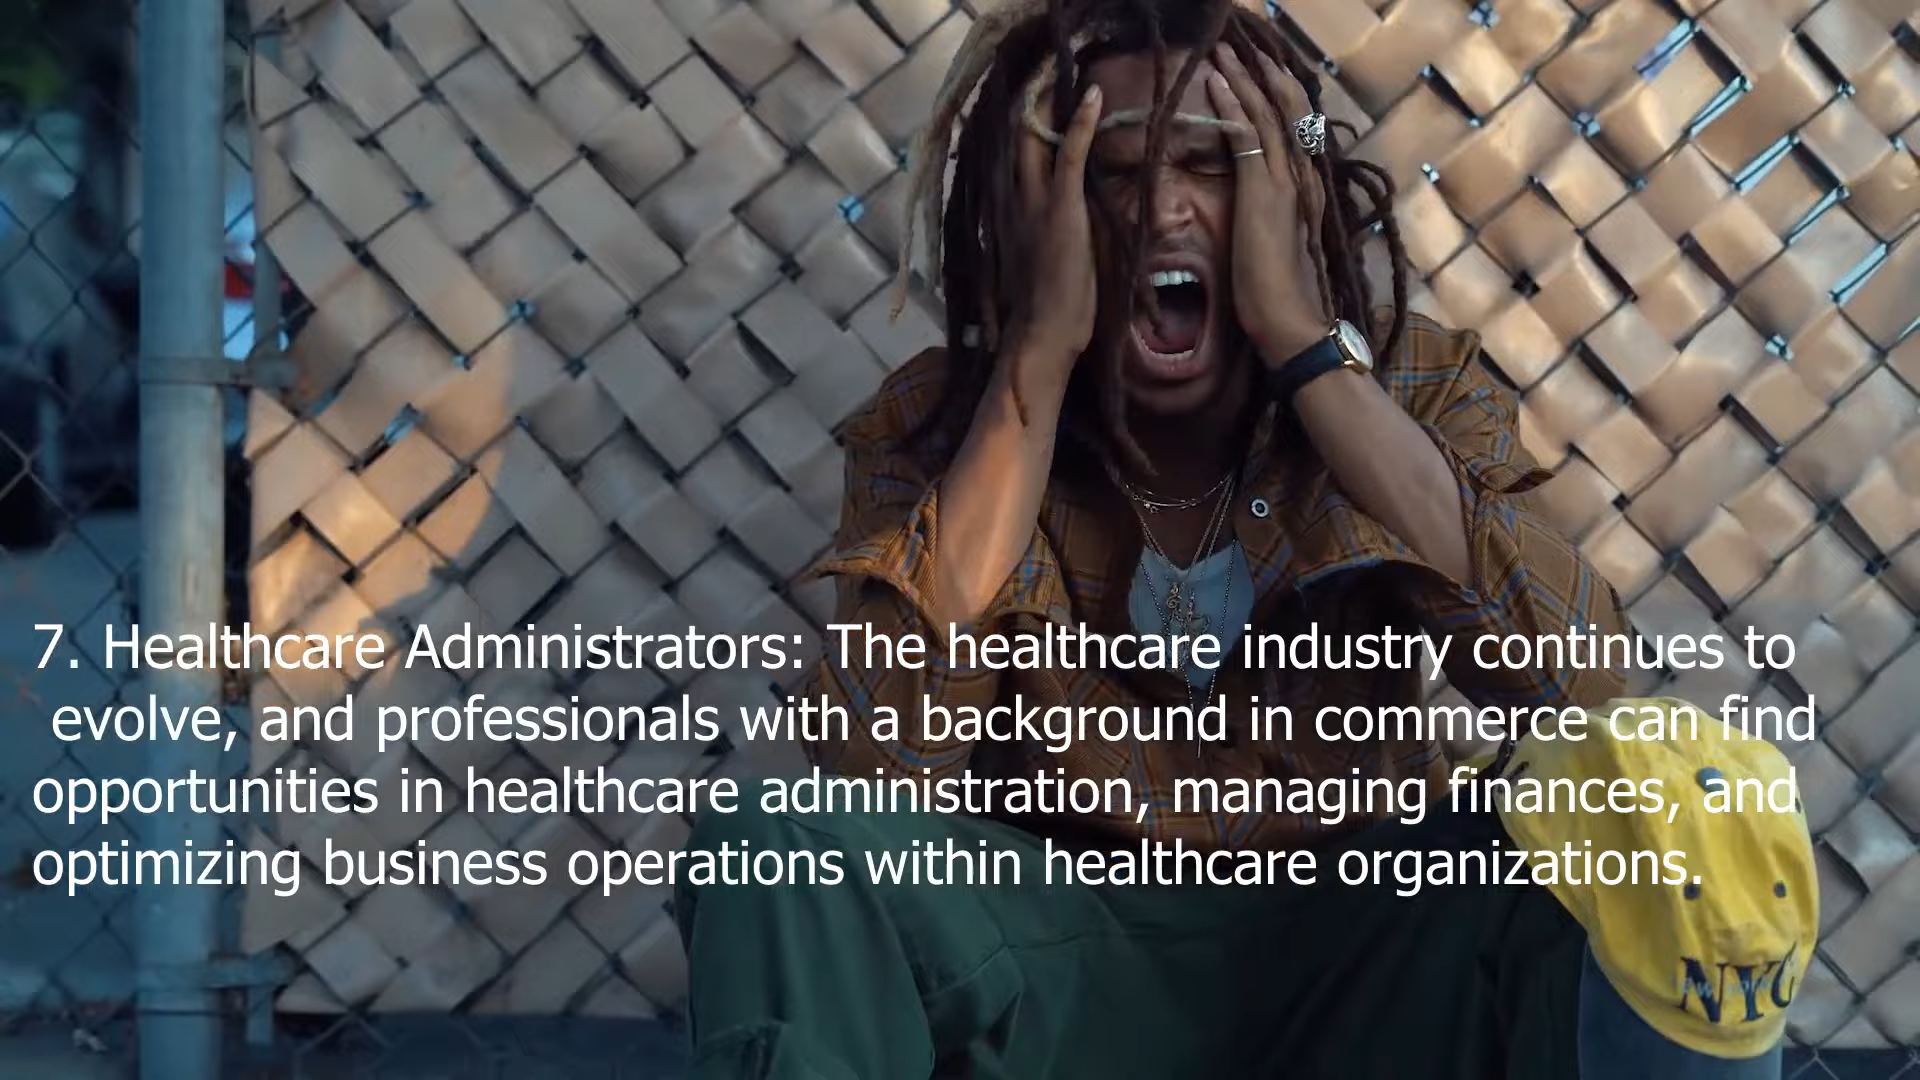 7. Healthcare Administrators: The healthcare industry continues to
evolve, and professionals with a background in commerce can find
opportunities in healthcare administration, managing finances, and
optimizing business operations within healthcare organizations.
NYC